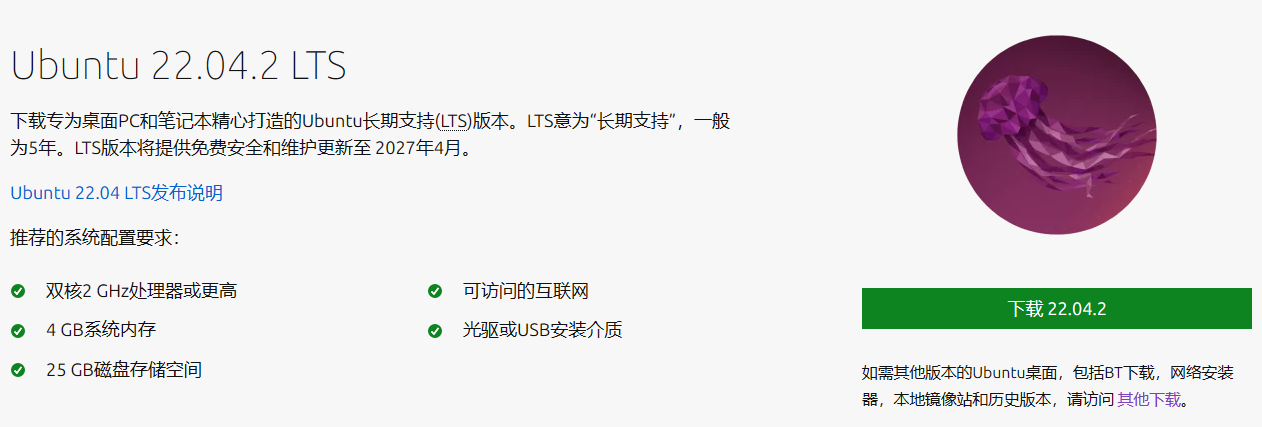 Ubuntu 22.04.2 LTS
下载专为桌面PC和笔记本精心打造的Ubuntu长期支持(LTS)版本。LTS意为“长期支持”，一般
为5年。LTS版本将提供免费安全和维护更新至 2027年4月。
Ubuntu 22.04 LTS发布说明
推荐的系统配置要求：
双核2 GHz处理器或更高
4 GB系统内存
25 GB磁盘存储空间
可访问的互联网
光驱或USB安装介质
下载 22.04.2
如需其他版本的Ubuntu桌面，包括BT下载，网络安装
器，本地镜像站和历史版本，请访问 其他下载。